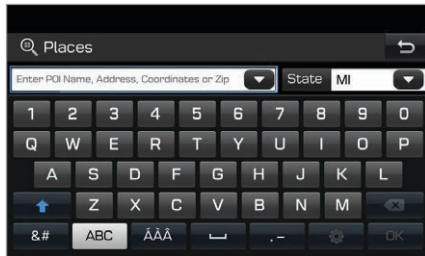 Places
Enter POI Name, Address, Coordinates or Zip State MI
1 2 3 4 5 6 7 8 9 0
Q W E R T Y U I O P
A S D F G H J K L
Z X C V B N M
&# ABC ÁÀÂ .– OK